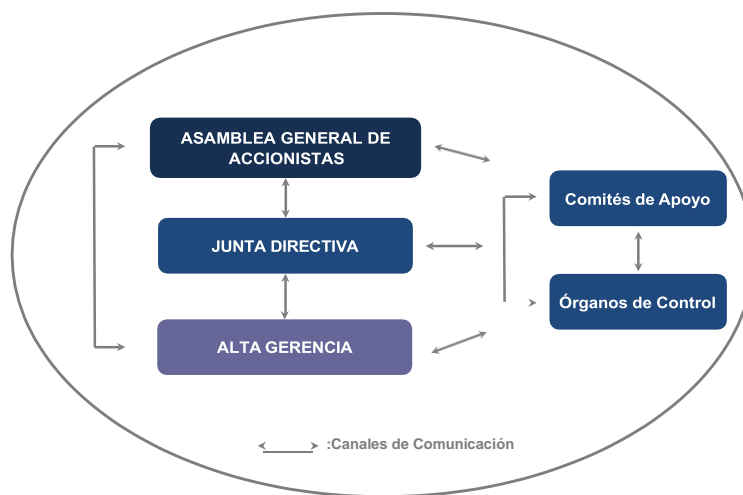 ASAMBLEA GENERAL DE
ACCIONISTAS
JUNTA DIRECTIVA
ALTA GERENCIA
Comités de Apoyo
Órganos de Control
:Canales de Comunicación